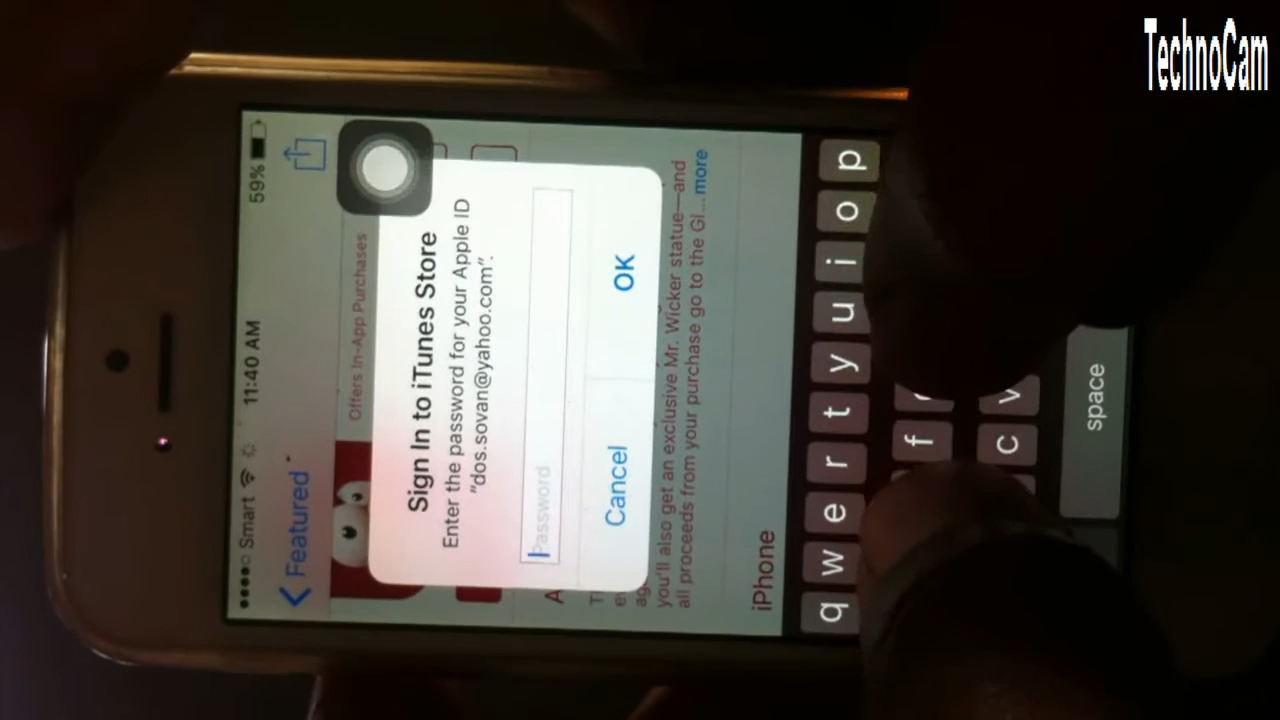 TechnoCam
Smart 11:40 AM 59%
Featured
Offers In-App Purchases
Sign In to iTunes Store
Enter the password for your Apple ID
"dos.sovan@yahoo.com".
Password
Cancel OK
you'll also get an exclusive Mr. Wicker statue—and
all proceeds from your purchase go to the Gl... more
iPhone
q w e r t y u i o p
f
c v
space